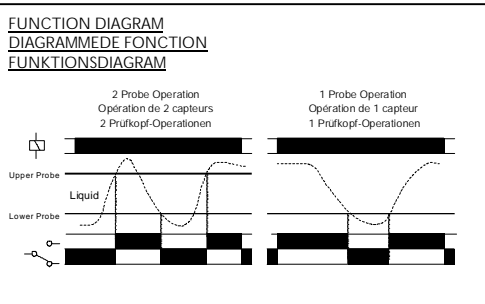 FUNCTION DIAGRAM
DIAGRAMMEDE FONCTION
FUNKTIONSDIAGRAM
2 Probe Operation
Opération de 2 capteurs
2 Prüfkopf-Operationen
1 Probe Operation
Opération de 1 capteur
1 Prüfkopf-Operationen
Upper Probe
Liquid
Lower Probe